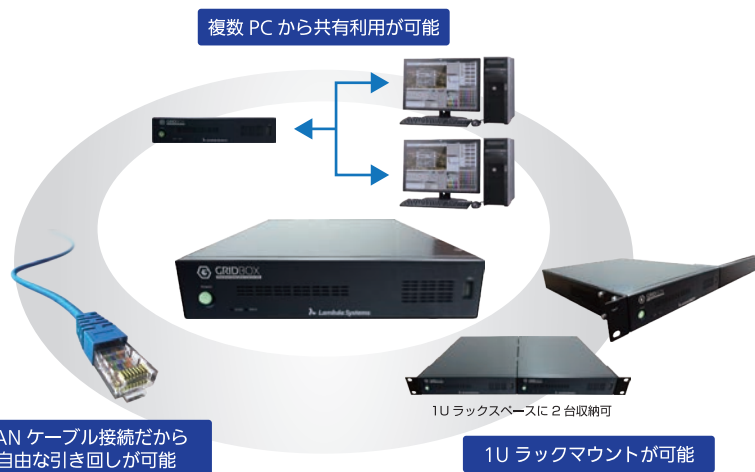 複数 PC から共有利用が可能
GRIDBOX
Lambda Systems
1U ラックスペースに 2 台収納可
AN ケーブル接続だから
自由な引き回しが可能
1U ラックマウントが可能